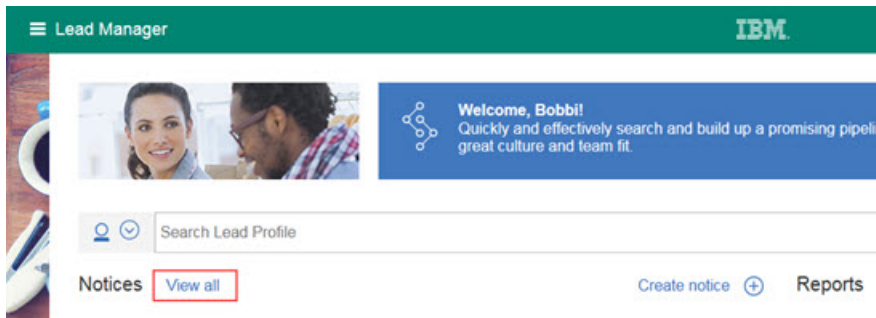 Lead Manager
IBM.
Welcome, Bobbi!
Quickly and effectively search and build up a promising
great culture and team fit.
Search Lead Profile
Notices View all Create notice Reports